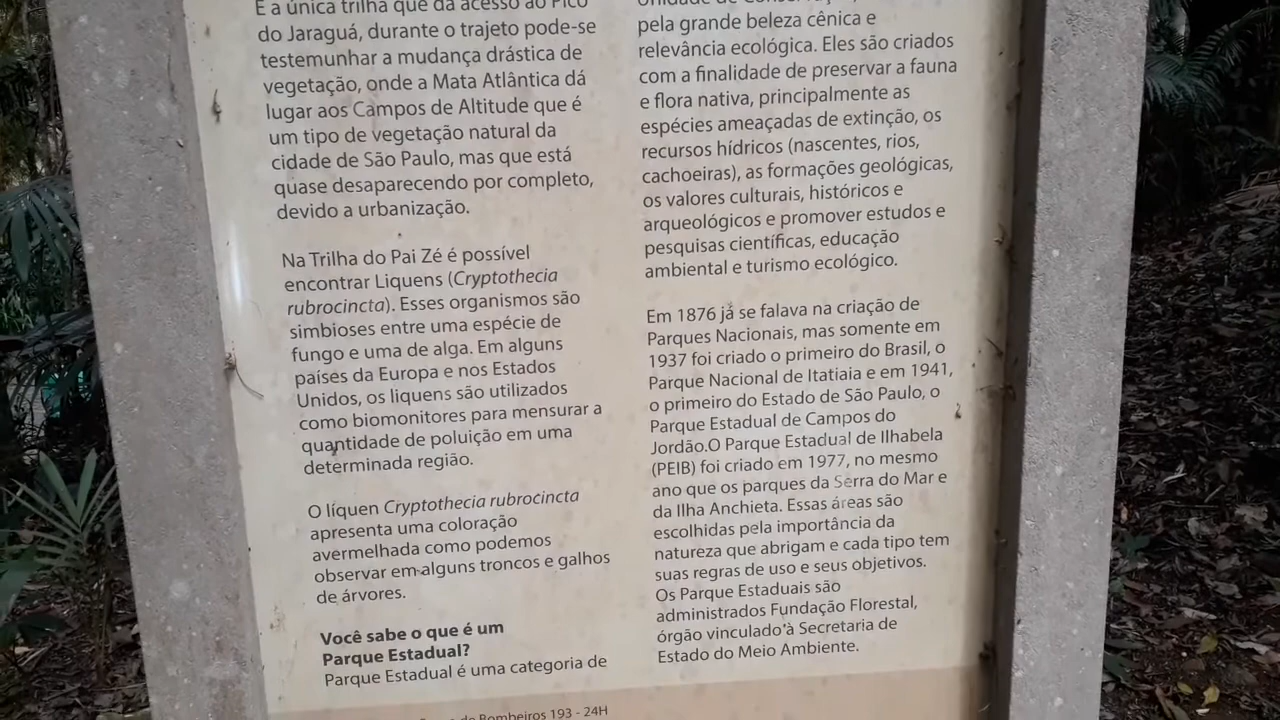 É a única trilha que dá acesso ao Pico
do Jaraguá, durante o trajeto pode-se
testemunhar a mudança drástica de
vegetação, onde a Mata Atlântica dá
lugar aos Campos de Altitude que é
um tipo de vegetação natural da
cidade de São Paulo, mas que está
quase desaparecendo por completo,
devido a urbanização.
Na Trilha do Pai Zé é possível
encontrar Liquens (Cryptothecia
rubrocincta). Esses organismos são
simbioses entre uma espécie de
fungo e uma de alga. Em alguns
países da Europa e nos Estados
Unidos, os liquens são utilizados
como biomonitores para mensurar a
quantidade de poluição em uma
determinada região.
O líquen Cryptothecia rubrocincta
apresenta uma coloração
avermelhada como podemos
observar em alguns troncos e galhos
de árvores.
Você sabe o que é um
Parque Estadual?
Parque Estadual é uma categoria de
Unidade de Conservação,
pela grande beleza cênica e
relevância ecológica. Eles são criados
com a finalidade de preservar a fauna
e flora nativa, principalmente as
espécies ameaçadas de extinção, os
recursos hídricos (nascentes, rios,
cachoeiras), as formações geológicas,
os valores culturais, históricos e
arqueológicos e promover estudos e
pesquisas científicas, educação
ambiental e turismo ecológico.
Em 1876 já se falava na criação de
Parques Nacionais, mas somente em
1937 foi criado o primeiro do Brasil, o
Parque Nacional de Itatiaia e em 1941,
o primeiro do Estado de São Paulo, o
Parque Estadual de Campos do
Jordão.O Parque Estadual de Ilhabela
(PEIB) foi criado em 1977, no mesmo
ano que os parques da Serra do Mar e
da Ilha Anchieta. Essas áreas são
escolhidas pela importância da
natureza que abrigam e cada tipo tem
suas regras de uso e seus objetivos.
Os Parque Estaduais são
administrados Fundação Florestal,
órgão vinculado à Secretaria de
Estado do Meio Ambiente.
de Bombeiros 193 - 24H